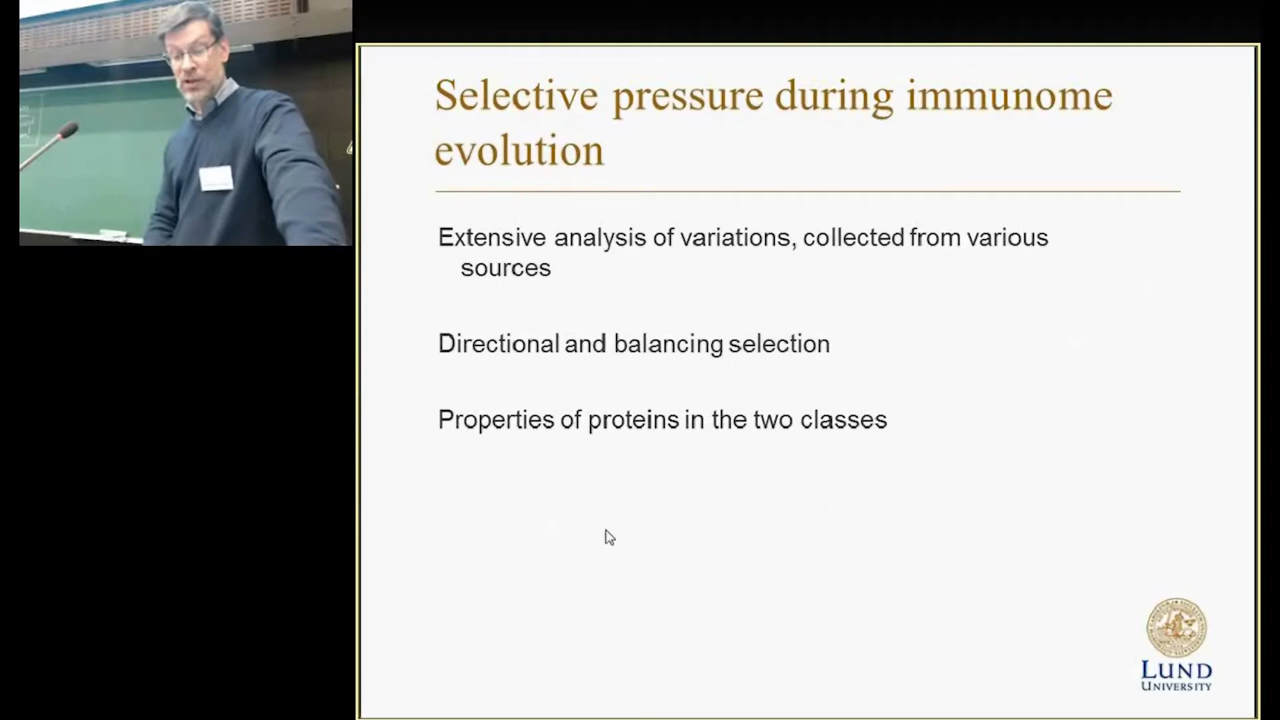 Selective pressure during immunome
evolution
Extensive analysis of variations, collected from various
sources
Directional and balancing selection
Properties of proteins in the two classes
LUND
UNIVERSITY